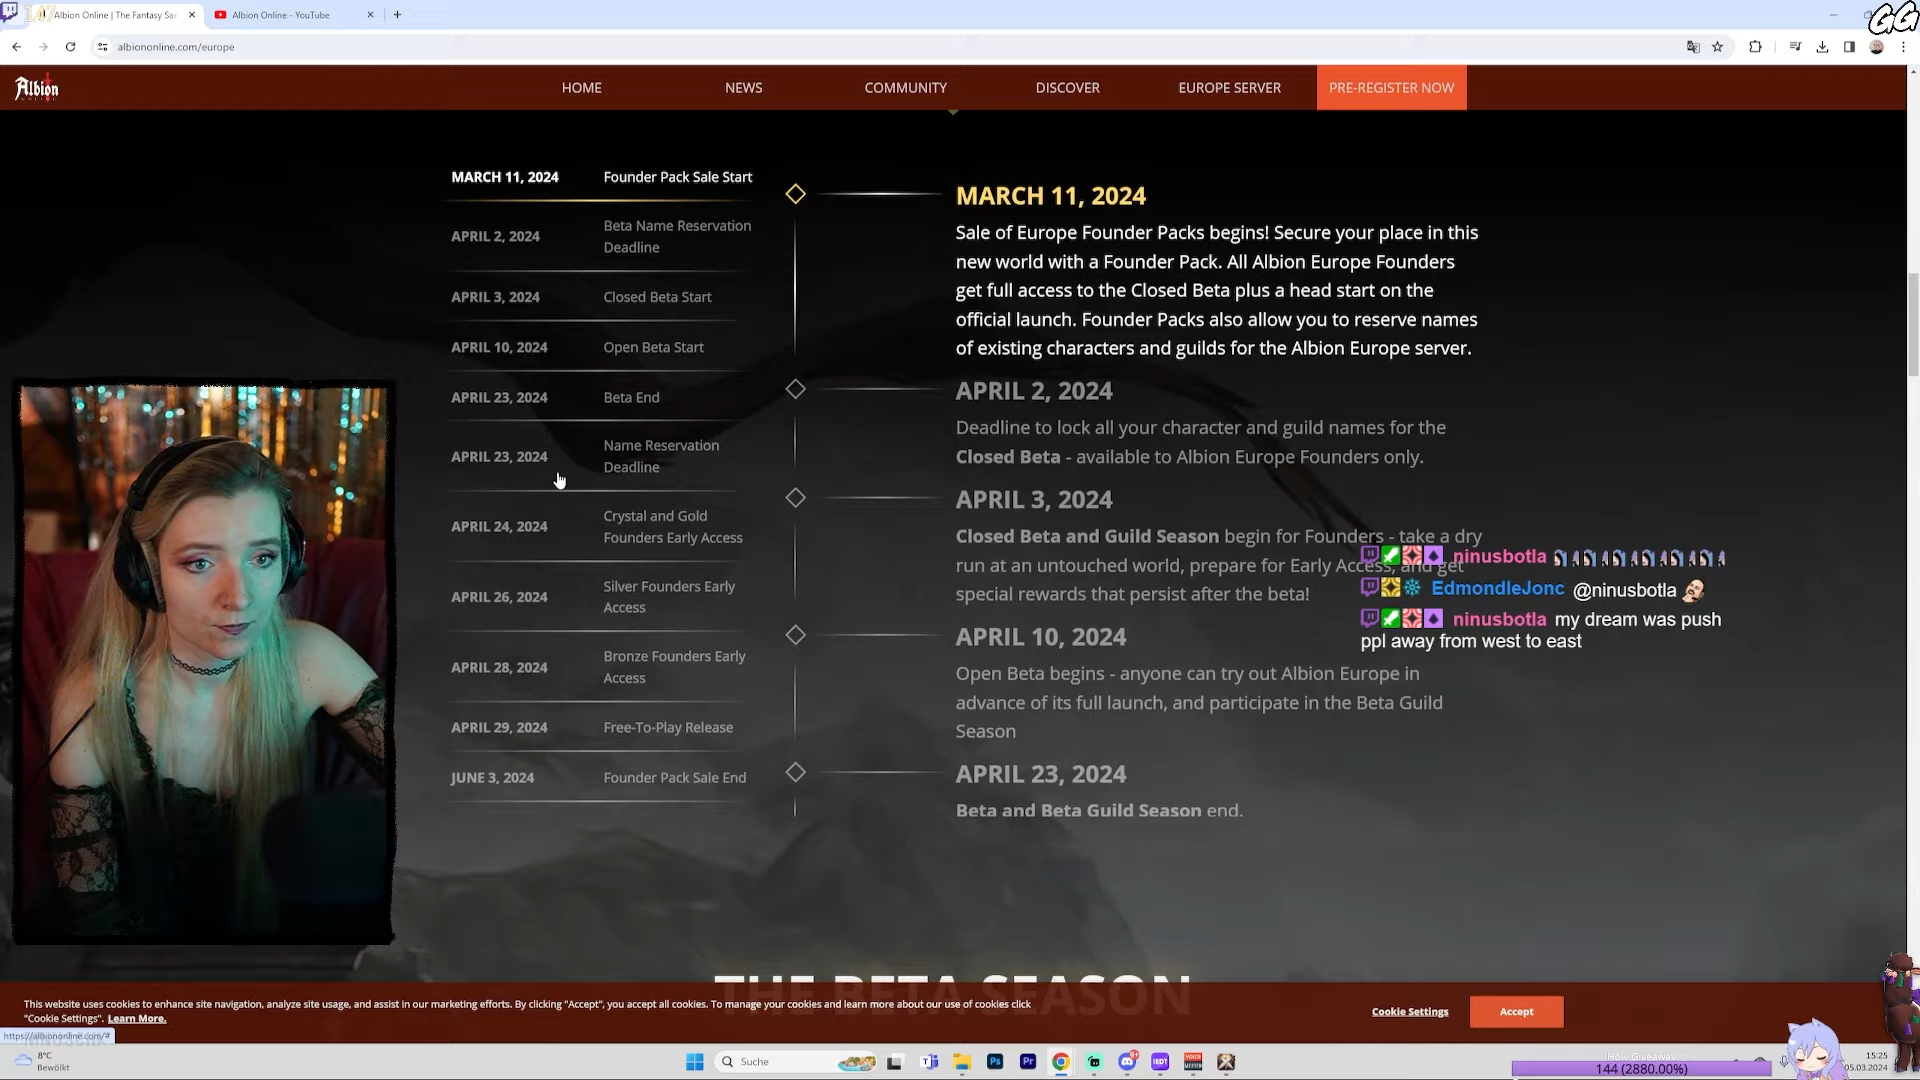 Albion Online | The Fantasy San
Albion Online - YouTube
GG
albiononline.com/europe
Albion
ONLINE
HOME
NEWS
COMMUNITY
DISCOVER
EUROPE SERVER
PRE-REGISTER NOW
MARCH 11, 2024 Founder Pack Sale Start
APRIL 2, 2024 Beta Name Reservation
Deadline
APRIL 3, 2024 Closed Beta Start
APRIL 10, 2024 Open Beta Start
APRIL 23, 2024 Beta End
APRIL 23, 2024 Name Reservation
Deadline
APRIL 24, 2024 Crystal and Gold
Founders Early Access
APRIL 26, 2024 Silver Founders Early
Access
APRIL 28, 2024 Bronze Founders Early
Access
APRIL 29, 2024 Free-To-Play Release
JUNE 3, 2024 Founder Pack Sale End
MARCH 11, 2024
Sale of Europe Founder Packs begins! Secure your place in this
new world with a Founder Pack. All Albion Europe Founders
get full access to the Closed Beta plus a head start on the
official launch. Founder Packs also allow you to reserve names
of existing characters and guilds for the Albion Europe server.
APRIL 2, 2024
Deadline to lock all your character and guild names for the
Closed Beta - available to Albion Europe Founders only.
APRIL 3, 2024
Closed Beta and Guild Season begin for Founders - take a dry
run at an untouched world, prepare for Early Access, and get
special rewards that persist after the beta!
APRIL 10, 2024
Open Beta begins - anyone can try out Albion Europe in
advance of its full launch, and participate in the Beta Guild
Season
APRIL 23, 2024
Beta and Beta Guild Season end.
ninusbotla
EdmondleJonc @ninusbotla
ninusbotla my dream was push
ppl away from west to east
THE BETA SEASON
This website uses cookies to enhance site navigation, analyze site usage, and assist in our marketing efforts. By clicking "Accept", you accept all cookies. To manage your cookies and learn more about our use of cookies click
"Cookie Settings". Learn More.
Cookie Settings
Accept
https://albiononline.com/#
8°C
Bewölkt
Suche
Holy Giveaway
144 (2880.00%)
15:25
05.03.2024